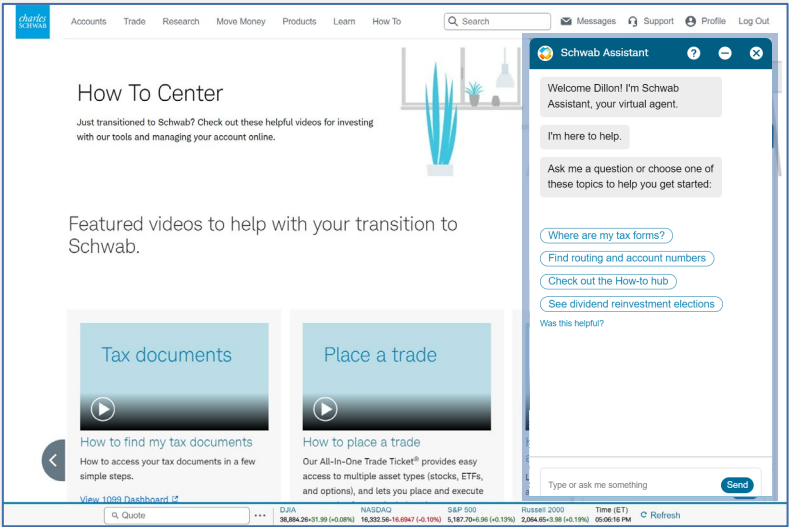 charles
SCHWAB
Accounts Trade Research Move Money Products Learn How To Search Messages Support Profile Log Out
How To Center
Just transitioned to Schwab? Check out these helpful videos for investing
with our tools and managing your account online.
Featured videos to help with your transition to
Schwab.
Tax documents
How to find my tax documents
How to access your tax documents in a few
simple steps.
View 1099 Dashboard
Place a trade
How to place a trade
Our All-In-One Trade Ticket® provides easy
access to multiple asset types (stocks, ETFs,
and options), and lets you place and execute
Schwab Assistant ?
Welcome Dillon! I'm Schwab
Assistant, your virtual agent.
I'm here to help.
Ask me a question or choose one of
these topics to help you get started:
Where are my tax forms?
Find routing and account numbers
Check out the How-to hub
See dividend reinvestment elections
Was this helpful?
Type or ask me something Send
Quote ... DJIA NASDAQ S&P 500 Russell 2000 Time (ET) Refresh
38,884.26+31.99 (+0.08%) 16,332.56-16.6947 (-0.10%) 5,187.70+6.96 (+0.13%) 2,064.65+3.98 (+0.19%) 05:06:16 PM